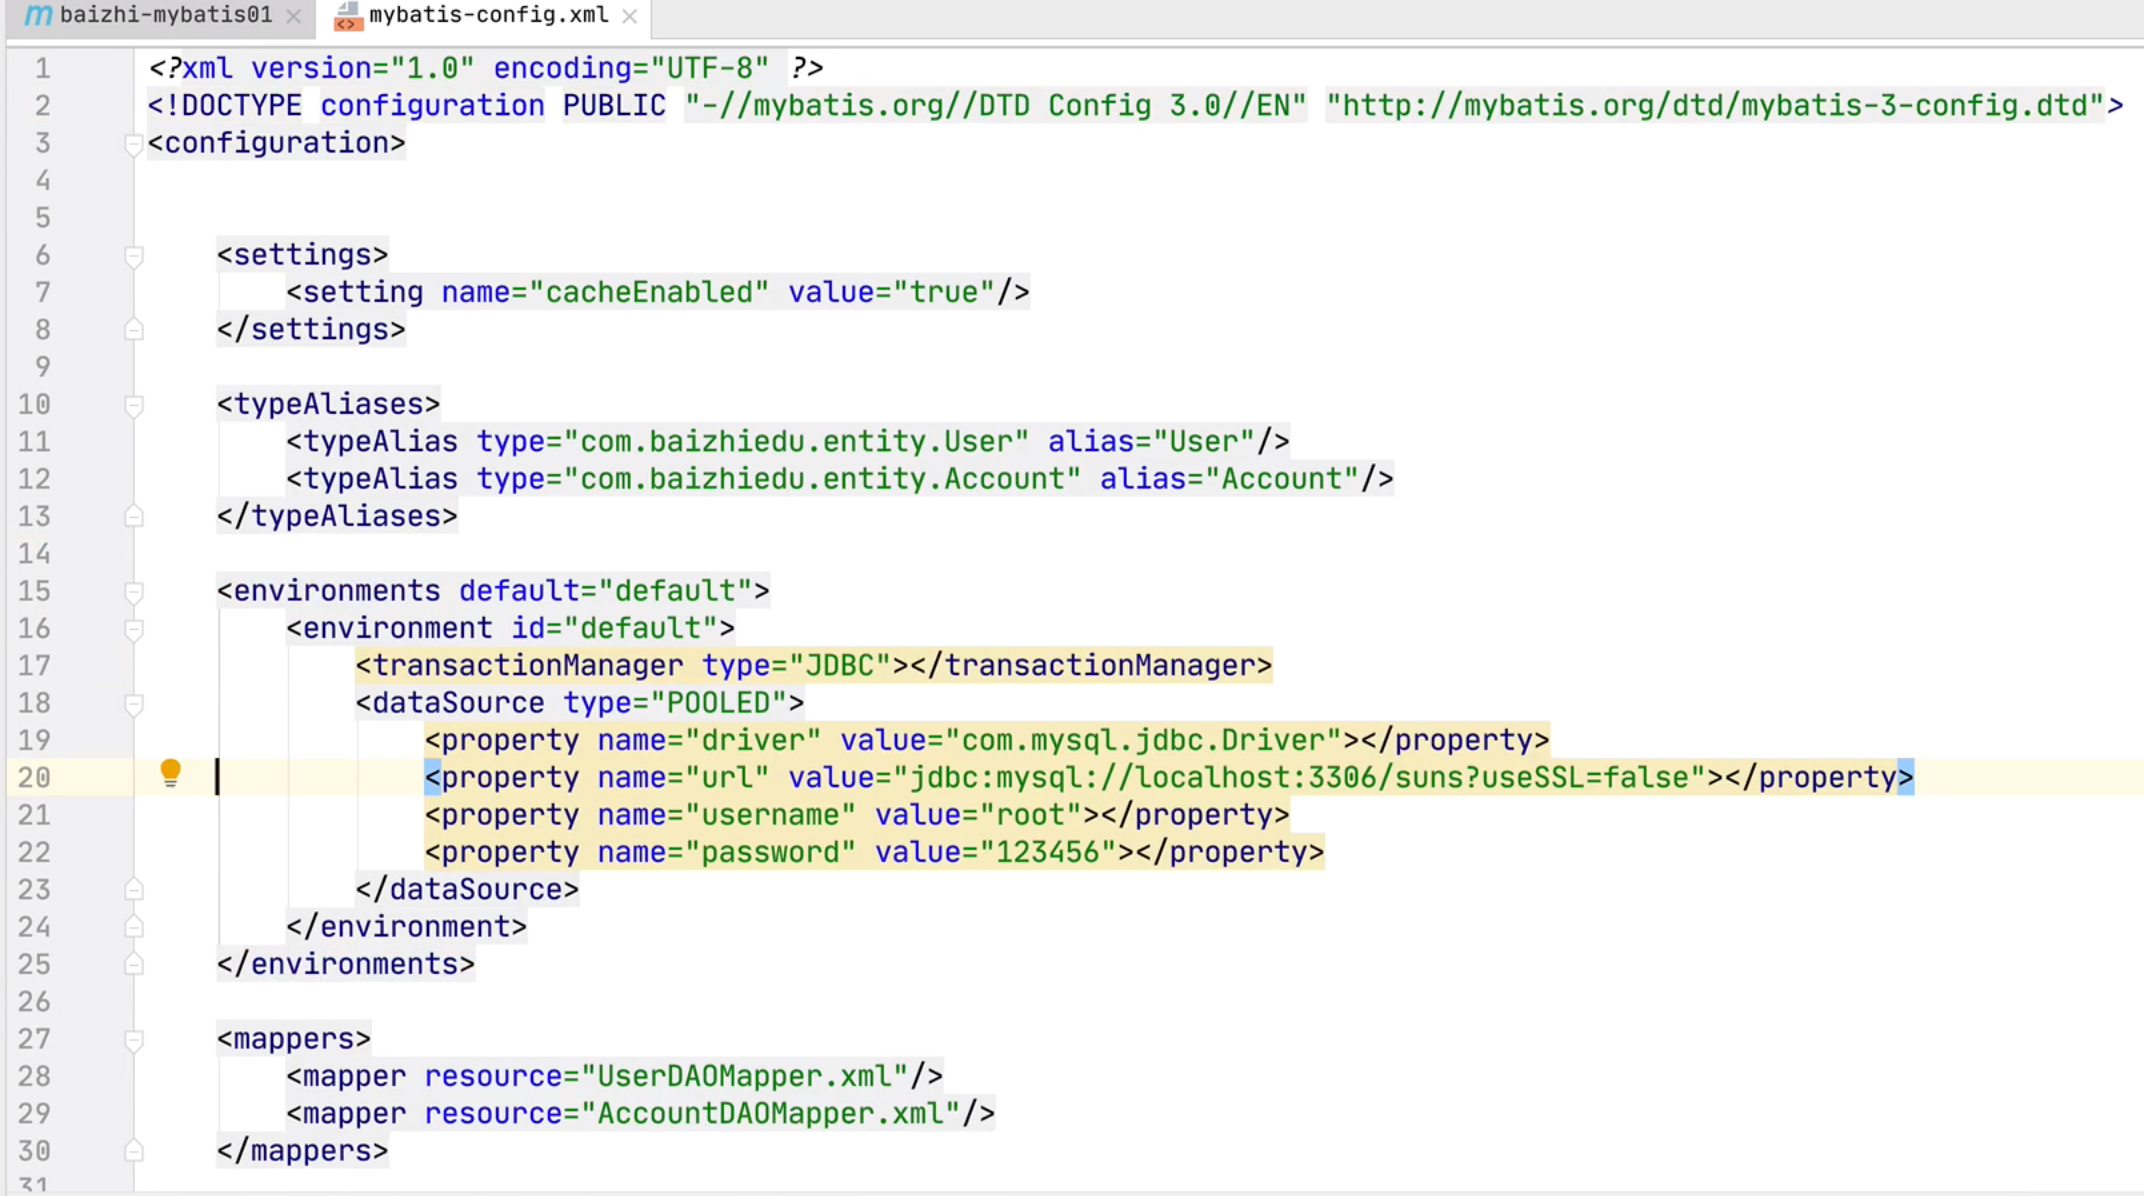 baizhi-mybatis01
mybatis-config.xml
1 <?xml version="1.0" encoding="UTF-8" ?>
2 <!DOCTYPE configuration PUBLIC "-//mybatis.org//DTD Config 3.0//EN" "http://mybatis.org/dtd/mybatis-3-config.dtd">
3 <configuration>
4
5
6 <settings>
7 <setting name="cacheEnabled" value="true"/>
8 </settings>
9
10 <typeAliases>
11 <typeAlias type="com.baizhiedu.entity.User" alias="User"/>
12 <typeAlias type="com.baizhiedu.entity.Account" alias="Account"/>
13 </typeAliases>
14
15 <environments default="default">
16 <environment id="default">
17 <transactionManager type="JDBC"></transactionManager>
18 <dataSource type="POOLED">
19 <property name="driver" value="com.mysql.jdbc.Driver"></property>
20 <property name="url" value="jdbc:mysql://localhost:3306/suns?useSSL=false"></property>
21 <property name="username" value="root"></property>
22 <property name="password" value="123456"></property>
23 </dataSource>
24 </environment>
25 </environments>
26
27 <mappers>
28 <mapper resource="UserDAOMapper.xml"/>
29 <mapper resource="AccountDAOMapper.xml"/>
30 </mappers>
31